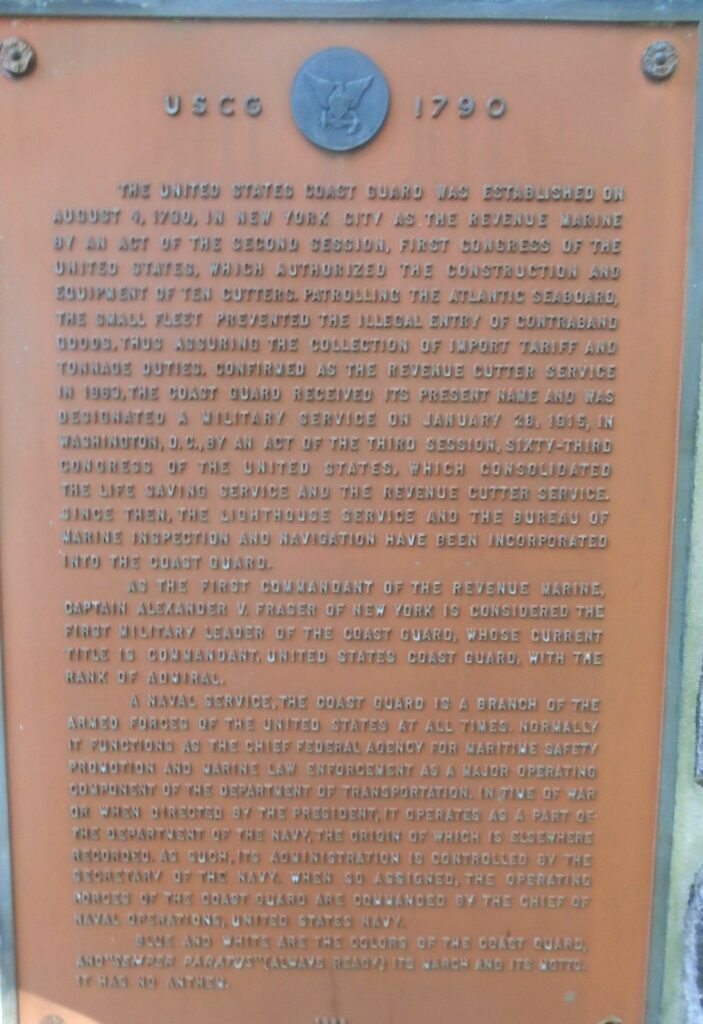 USCG 1790
THE UNITED STATES COAST GUARD WAS ESTABLISHED ON
AUGUST 4, 1790, IN NEW YORK CITY AS THE REVENUE MARINE
BY AN ACT OF THE SECOND SESSION, FIRST CONGRESS OF THE
UNITED STATES, WHICH AUTHORIZED THE CONSTRUCTION AND
EQUIPMENT OF TEN CUTTERS. PATROLLING THE ATLANTIC SEABOARD,
THE SMALL FLEET PREVENTED THE ILLEGAL ENTRY OF CONTRABAND
GOODS, THUS ASSURING THE COLLECTION OF IMPORT TARIFF AND
TONNAGE DUTIES. CONFIRMED AS THE REVENUE CUTTER SERVICE
IN 1863, THE COAST GUARD RECEIVED ITS PRESENT NAME AND WAS
DESIGNATED A MILITARY SERVICE ON JANUARY 28, 1915, IN
WASHINGTON, D.C., BY AN ACT OF THE THIRD SESSION, SIXTY-THIRD
CONGRESS OF THE UNITED STATES, WHICH CONSOLIDATED
THE LIFE SAVING SERVICE AND THE REVENUE CUTTER SERVICE.
SINCE THEN, THE LIGHTHOUSE SERVICE AND THE BUREAU OF
MARINE INSPECTION AND NAVIGATION HAVE BEEN INCORPORATED
INTO THE COAST GUARD.
AS THE FIRST COMMANDANT OF THE REVENUE MARINE,
CAPTAIN ALEXANDER V. FRASER OF NEW YORK IS CONSIDERED THE
FIRST MILITARY LEADER OF THE COAST GUARD, WHOSE CURRENT
TITLE IS COMMANDANT, UNITED STATES COAST GUARD, WITH THE
RANK OF ADMIRAL.
A NAVAL SERVICE, THE COAST GUARD IS A BRANCH OF THE
ARMED FORCES OF THE UNITED STATES AT ALL TIMES. NORMALLY
IT FUNCTIONS AS THE CHIEF FEDERAL AGENCY FOR MARITIME SAFETY
PROMOTION AND MARINE LAW ENFORCEMENT AS A MAJOR OPERATING
COMPONENT OF THE DEPARTMENT OF TRANSPORTATION. IN TIME OF WAR
OR WHEN DIRECTED BY THE PRESIDENT, IT OPERATES AS A PART OF
THE DEPARTMENT OF THE NAVY, THE ORIGIN OF WHICH IS ELSEWHERE
RECORDED. AS SUCH, ITS ADMINISTRATION IS CONTROLLED BY THE
SECRETARY OF THE NAVY. WHEN SO ASSIGNED, THE OPERATING
FORCES OF THE COAST GUARD ARE COMMANDED BY THE CHIEF OF
NAVAL OPERATIONS, UNITED STATES NAVY.
BLUE AND WHITE ARE THE COLORS OF THE COAST GUARD,
AND "SEMPER PARATUS" (ALWAYS READY) ITS MARCH AND ITS MOTTO.
IT HAS NO ANTHEM.